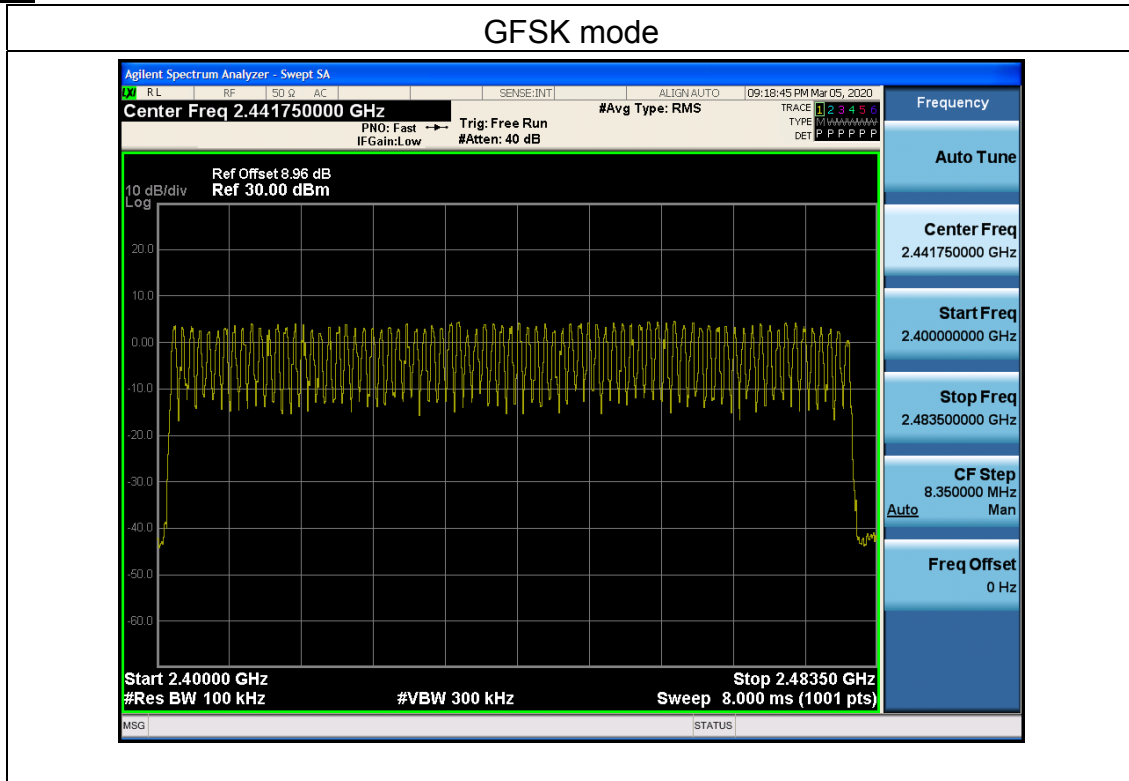 GFSK mode
Agilent Spectrum Analyzer - Swept SA
LXI RL RF 50 Ω AC SENSE:INT ALIGN AUTO 09:18:45 PM Mar 05, 2020
Center Freq 2.441750000 GHz
PNO: Fast
IFGain:Low
Trig: Free Run
#Atten: 40 dB
#Avg Type: RMS
TRACE 1 2 3 4 5 6
TYPE M WWWWW
DET P P P P P P
Ref Offset 8.96 dB
10 dB/div Ref 30.00 dBm
Log
20.0
10.0
0.00
-10.0
-20.0
-30.0
-40.0
-50.0
-60.0
Start 2.40000 GHz Stop 2.48350 GHz
#Res BW 100 kHz #VBW 300 kHz Sweep 8.000 ms (1001 pts)
MSG STATUS
Frequency
Auto Tune
Center Freq
2.441750000 GHz
Start Freq
2.400000000 GHz
Stop Freq
2.483500000 GHz
CF Step
8.350000 MHz
Auto Man
Freq Offset
0 Hz